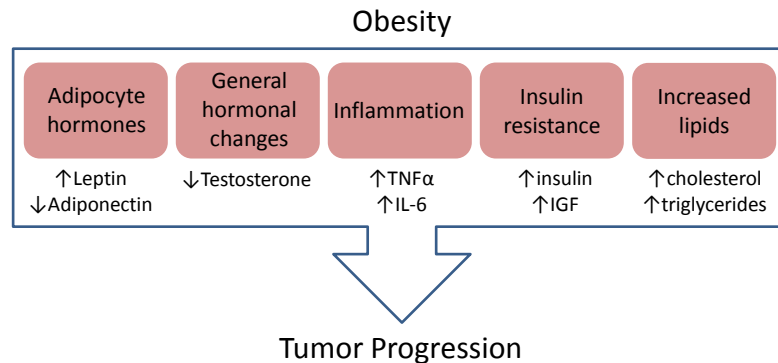 Obesity
Adipocyte
hormones
↑Leptin
↓Adiponectin
General
hormonal
changes
↓Testosterone
Inflammation
↑TNFα
↑IL-6
Insulin
resistance
↑insulin
↑IGF
Increased
lipids
↑cholesterol
↑triglycerides
Tumor Progression